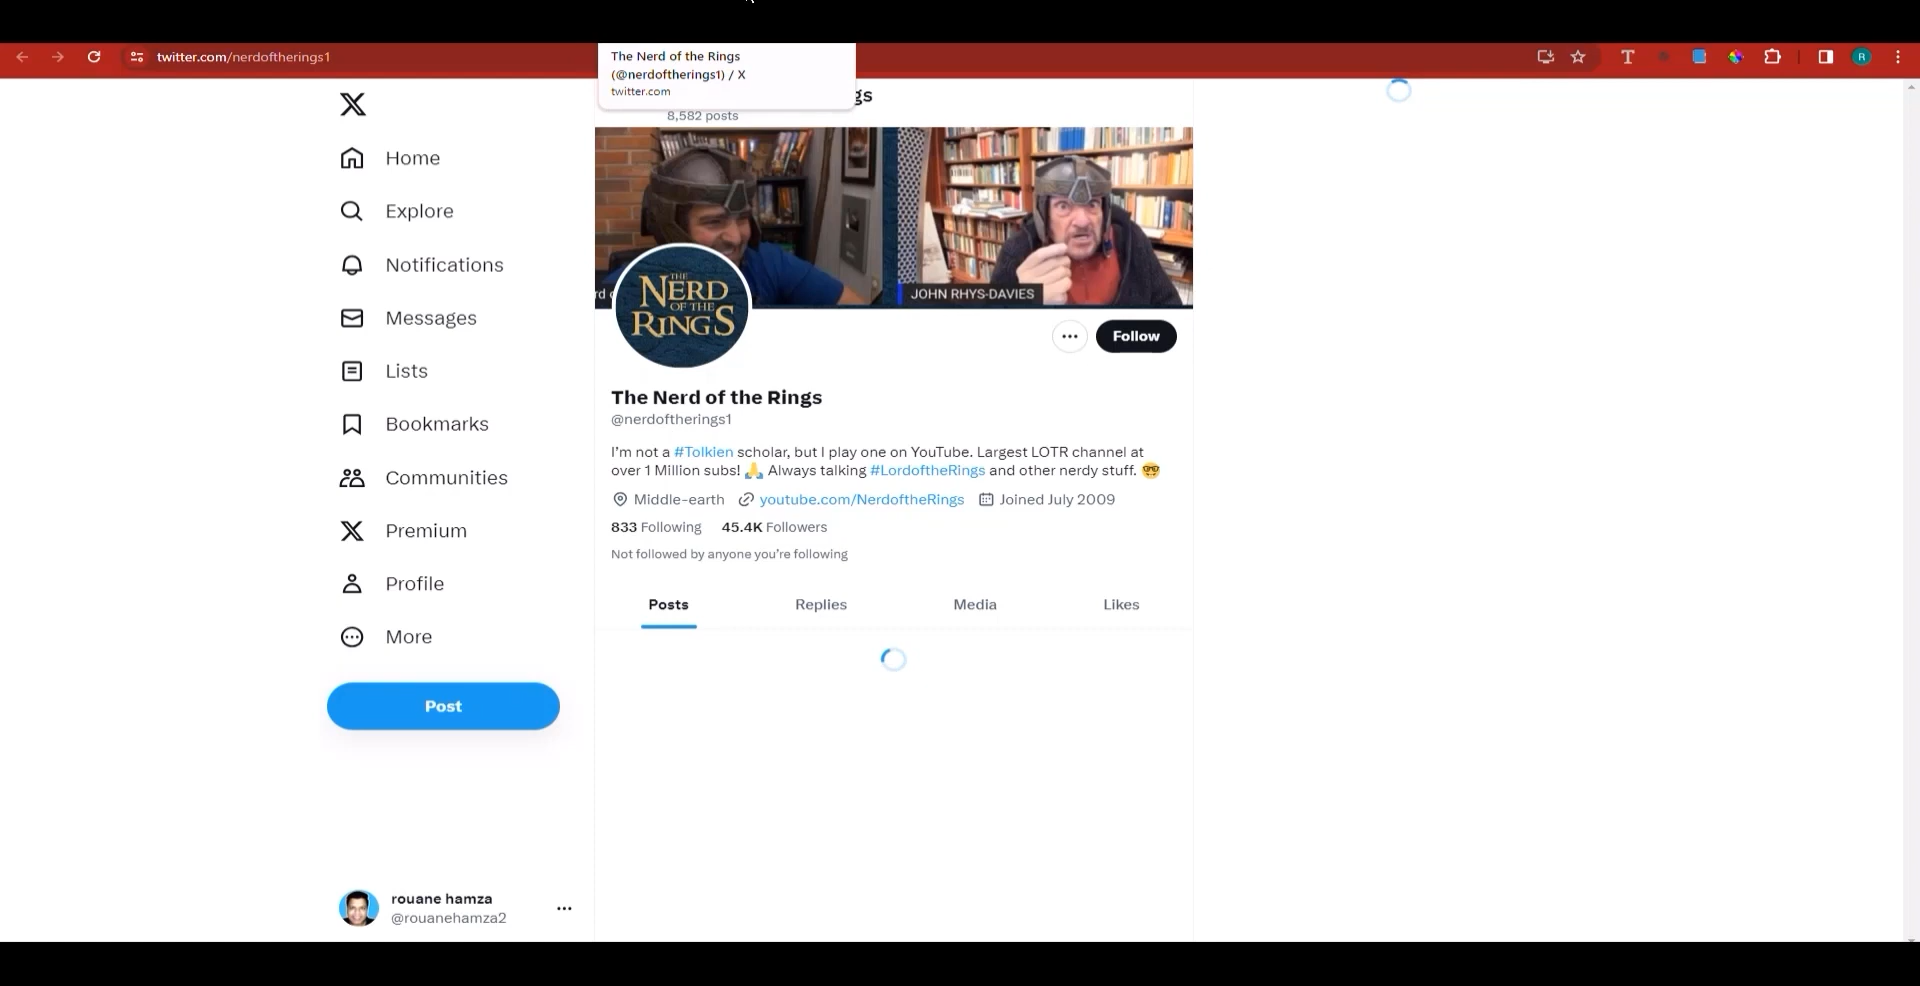 twitter.com/nerdoftherings1
The Nerd of the Rings
(@nerdoftherings1) / X
twitter.com
gs
8,582 posts
T
R
X
Home
Explore
Notifications
Messages
Lists
Bookmarks
Communities
Premium
Profile
More
Post
rouane hamza
@rouanehamza2
rd
JOHN RHYS-DAVIES
THE
NERD
OF THE
RINGS
Follow
The Nerd of the Rings
@nerdoftherings1
I'm not a #Tolkien scholar, but I play one on YouTube. Largest LOTR channel at
over 1 Million subs! 🙏 Always talking #LordoftheRings and other nerdy stuff. 🤓
Middle-earth youtube.com/NerdoftheRings Joined July 2009
833 Following 45.4K Followers
Not followed by anyone you're following
Posts Replies Media Likes